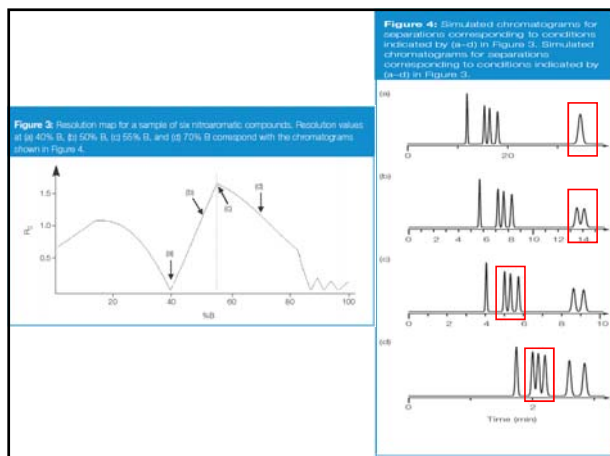 Figure 3: Resolution map for a sample of six nitroaromatic compounds. Resolution values
at (a) 40% B, (b) 50% B, (c) 55% B, and (d) 70% B correspond with the chromatograms
shown in Figure 4.
1.5
1.0
0.5
(a)
(b)
(c)
20
40
60
80
100
%B
Figure 4: Simulated chromatograms for
separations corresponding to conditions
indicated by (a–d) in Figure 3. Simulated
chromatograms for separations
corresponding to conditions indicated by
(a–d) in Figure 3.
(a)
0
20
(b)
0
2
4
6
8
10
12
14
(c)
0
2
4
6
8
10
(d)
0
2
Time (min)